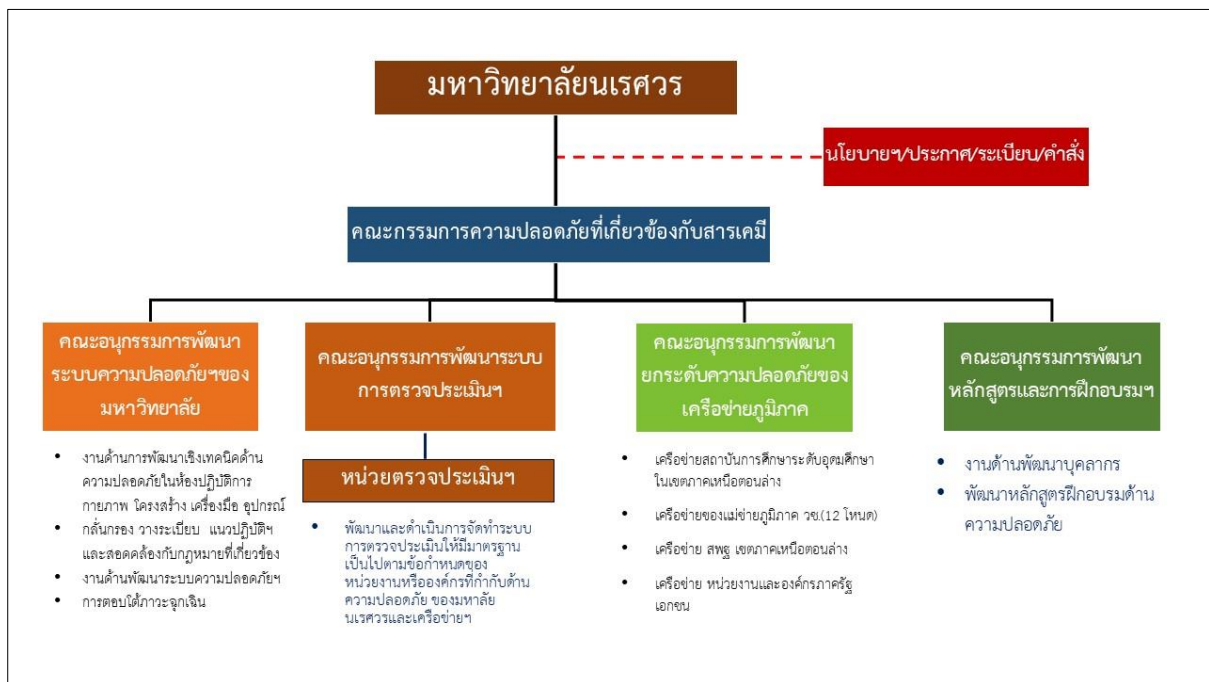 มหาวิทยาลัยนเรศวร
นโยบายฯ/ประกาศ/ระเบียบ/คำสั่ง
คณะกรรมการความปลอดภัยที่เกี่ยวข้องกับสารเคมี
คณะอนุกรรมการพัฒนา
ระบบความปลอดภัยฯของ
มหาวิทยาลัย
• งานด้านการพัฒนาเชิงเทคนิคด้าน
ความปลอดภัยในห้องปฏิบัติการ
กายภาพ โครงสร้าง เครื่องมือ อุปกรณ์
• กลั่นกรอง วางระเบียบ แนวปฏิบัติฯ
และสอดคล้องกับกฎหมายที่เกี่ยวข้อง
• งานด้านพัฒนาระบบความปลอดภัยฯ
• การตอบโต้ภาวะฉุกเฉิน
คณะอนุกรรมการพัฒนาระบบ
การตรวจประเมินฯ
หน่วยตรวจประเมินฯ
• พัฒนาและดำเนินการจัดทำระบบ
การตรวจประเมินให้มีมาตรฐาน
เป็นไปตามข้อกำหนดของ
หน่วยงานหรือองค์กรที่กำกับด้าน
ความปลอดภัย ของมหาลัย
นเรศวรและเครือข่ายฯ
คณะอนุกรรมการพัฒนา
ยกระดับความปลอดภัยของ
เครือข่ายภูมิภาค
• เครือข่ายสถาบันการศึกษาระดับอุดมศึกษา
ในเขตภาคเหนือตอนล่าง
• เครือข่ายของแม่ข่ายภูมิภาค วช.(12 โหนด)
• เครือข่าย สพฐ เขตภาคเหนือตอนล่าง
• เครือข่าย หน่วยงานและองค์กรภาครัฐ
เอกชน
คณะอนุกรรมการพัฒนา
หลักสูตรและการฝึกอบรมฯ
• งานด้านพัฒนาบุคลากร
• พัฒนาหลักสูตรฝึกอบรมด้าน
ความปลอดภัย